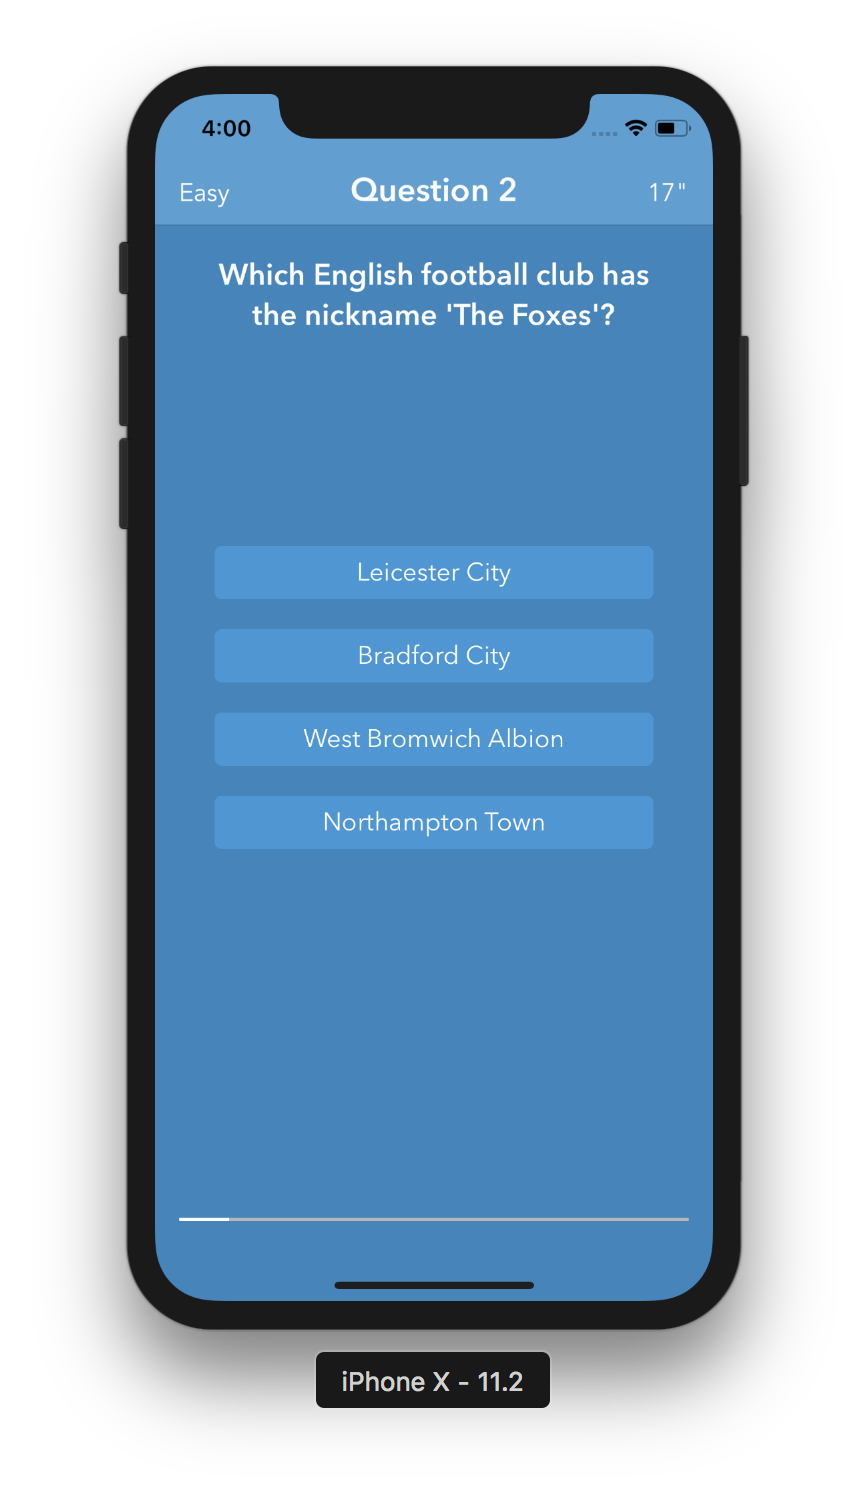 4:00
Easy
Question 2
17"
Which English football club has
the nickname 'The Foxes'?
Leicester City
Bradford City
West Bromwich Albion
Northampton Town
iPhone X - 11.2